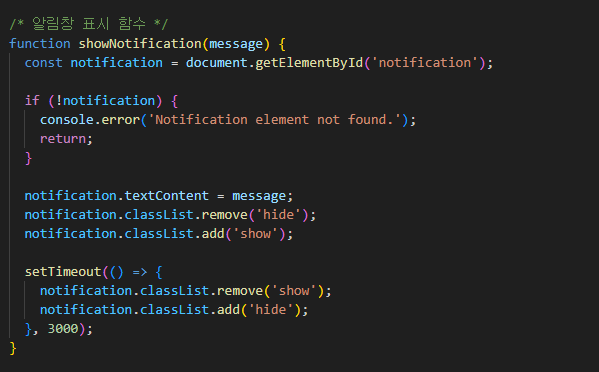 /* 알림창 표시 함수 */
function showNotification(message) {
  const notification = document.getElementById('notification');

  if (!notification) {
    console.error('Notification element not found.');
    return;
  }

  notification.textContent = message;
  notification.classList.remove('hide');
  notification.classList.add('show');

  setTimeout(() => {
    notification.classList.remove('show');
    notification.classList.add('hide');
  }, 3000);
}